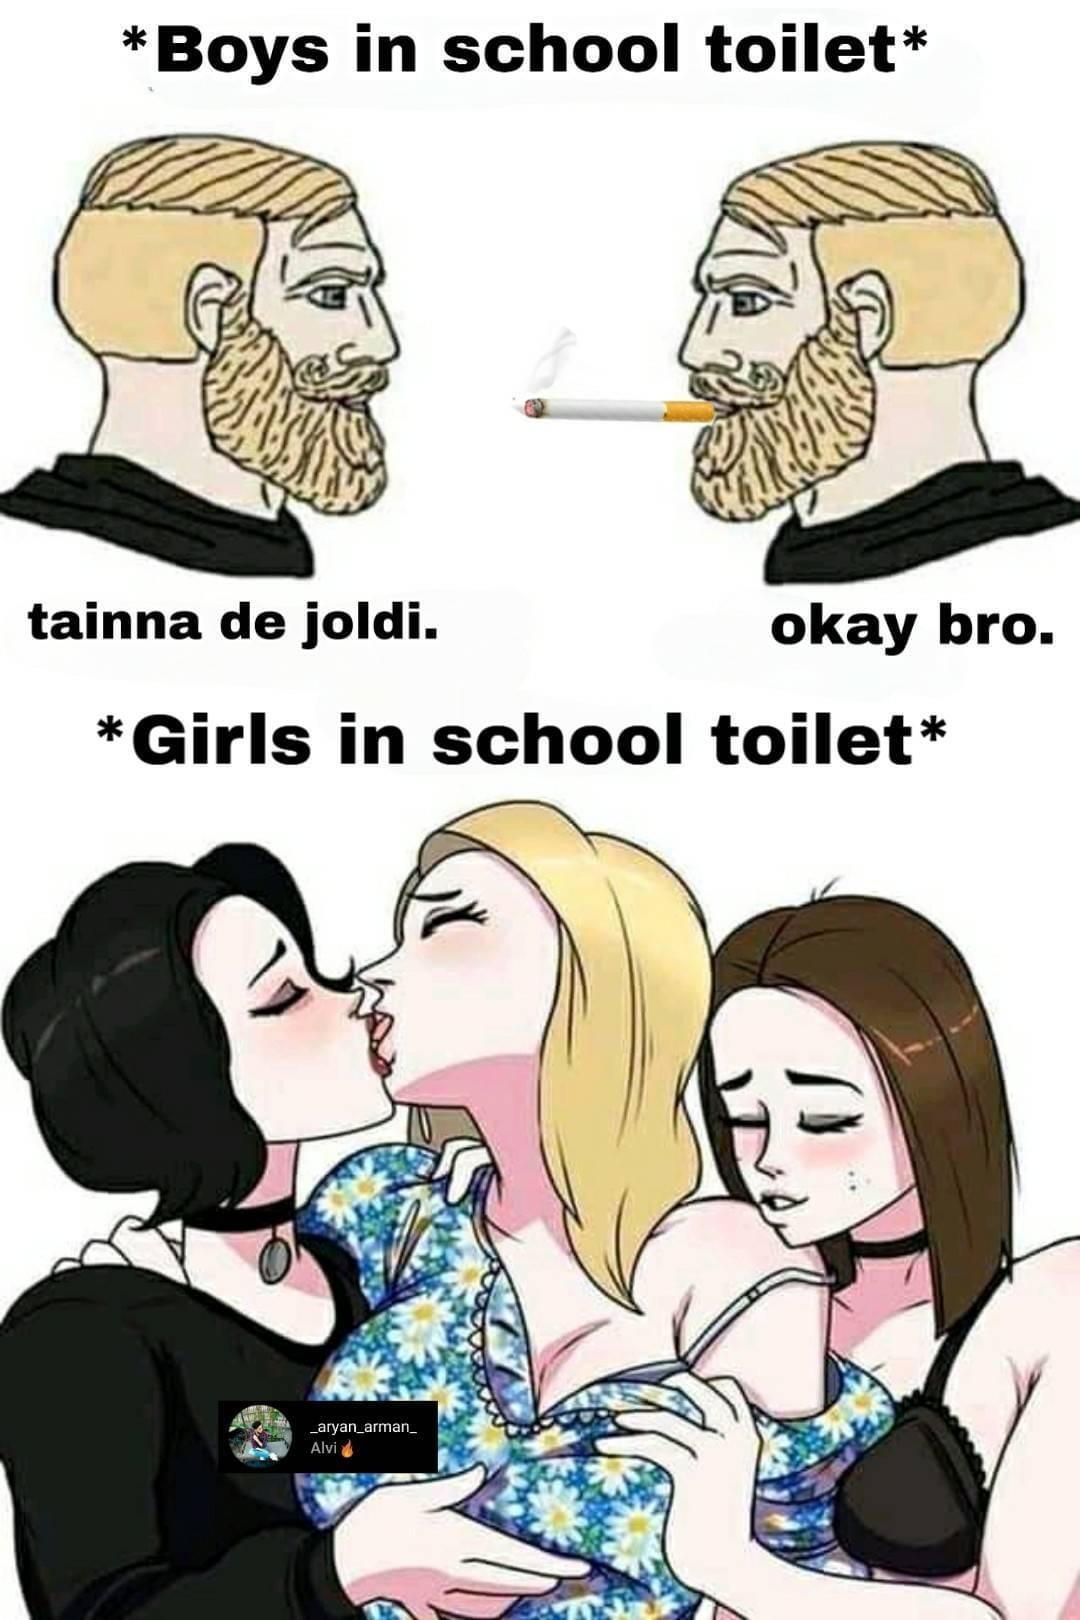 *Boys in school toilet*
tainna de joldi.
okay bro.
*Girls in school toilet*
_aryan_arman_
Alvi🔥